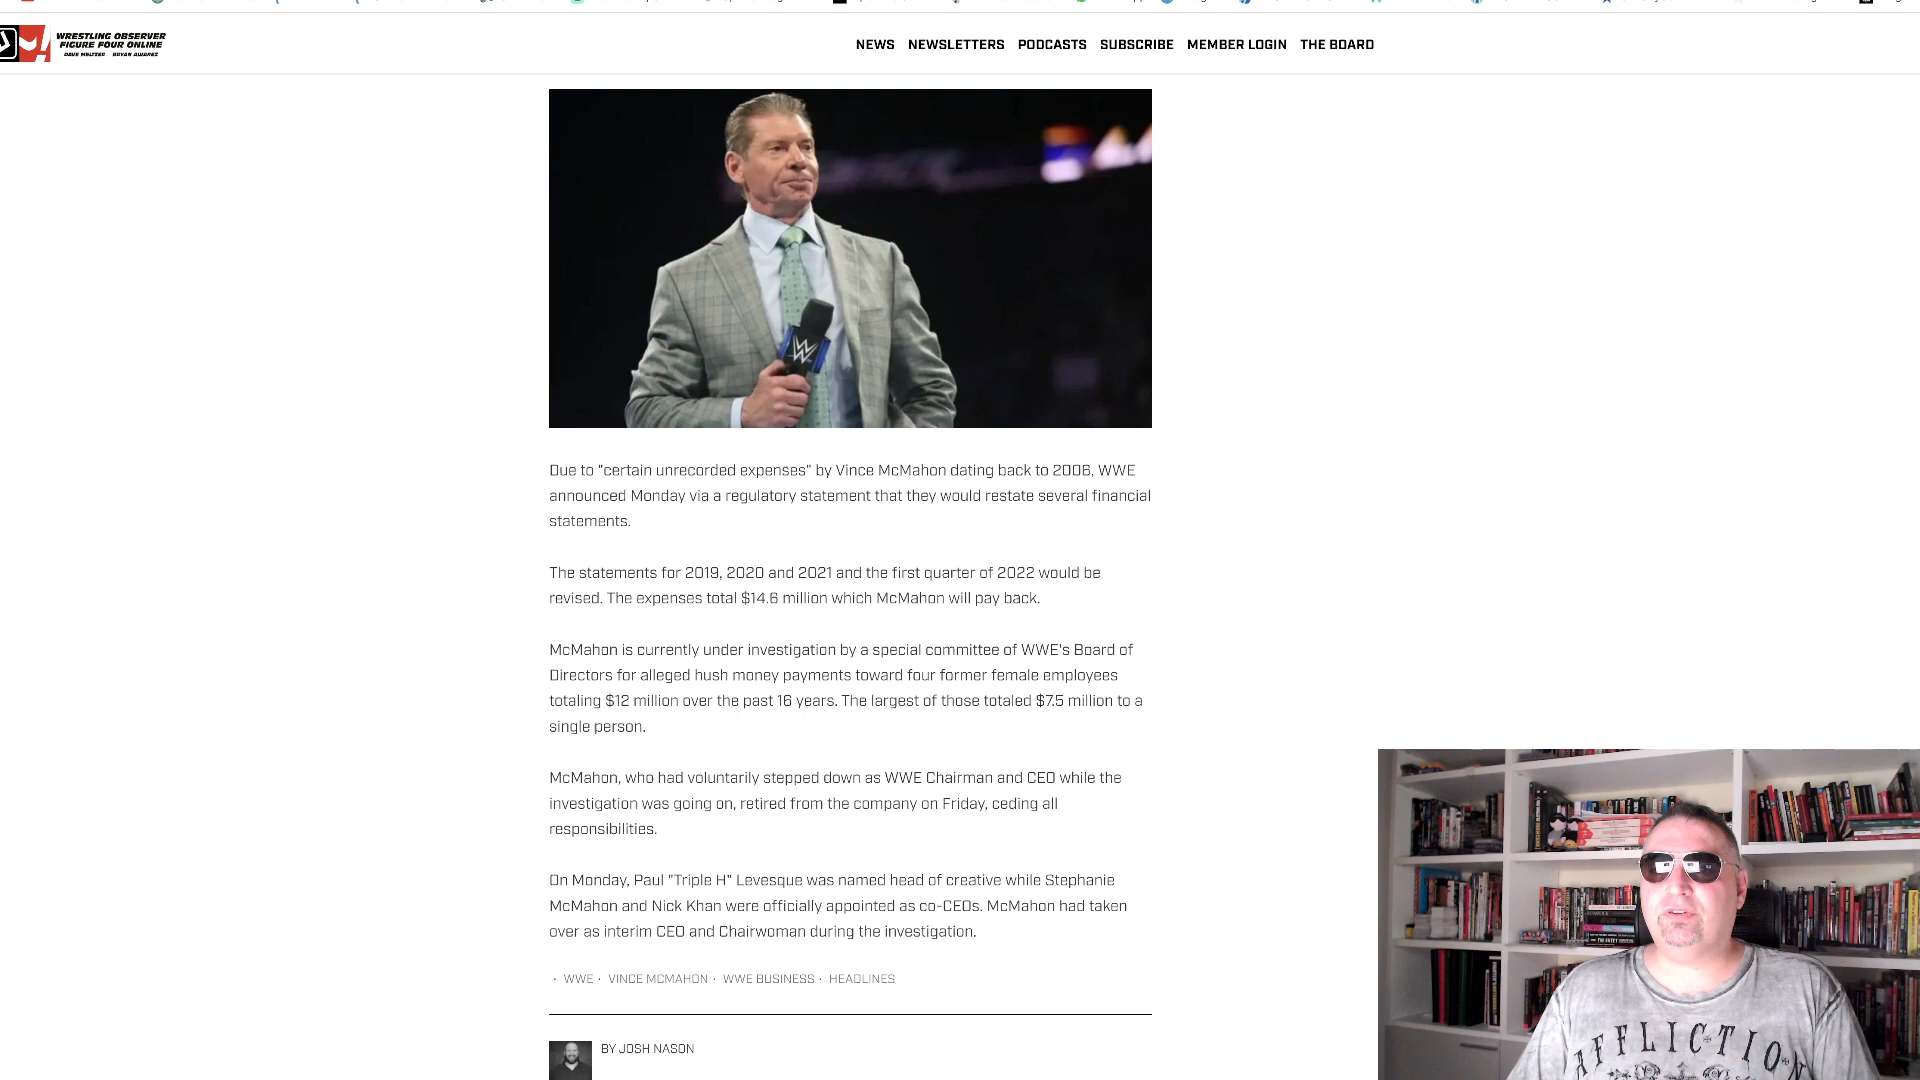 WRESTLING OBSERVER
FIGURE FOUR ONLINE
DAVE MELTZER BRYAN ALVAREZ
NEWS NEWSLETTERS PODCASTS SUBSCRIBE MEMBER LOGIN THE BOARD
W
Due to "certain unrecorded expenses" by Vince McMahon dating back to 2006, WWE
announced Monday via a regulatory statement that they would restate several financial
statements.
The statements for 2019, 2020 and 2021 and the first quarter of 2022 would be
revised. The expenses total $14.6 million which McMahon will pay back.
McMahon is currently under investigation by a special committee of WWE's Board of
Directors for alleged hush money payments toward four former female employees
totaling $12 million over the past 16 years. The largest of those totaled $7.5 million to a
single person.
McMahon, who had voluntarily stepped down as WWE Chairman and CEO while the
investigation was going on, retired from the company on Friday, ceding all
responsibilities.
On Monday, Paul "Triple H" Levesque was named head of creative while Stephanie
McMahon and Nick Khan were officially appointed as co-CEOs. McMahon had taken
over as interim CEO and Chairwoman during the investigation.
· WWE · VINCE MCMAHON · WWE BUSINESS · HEADLINES
BY JOSH NASON
AFFLICTION